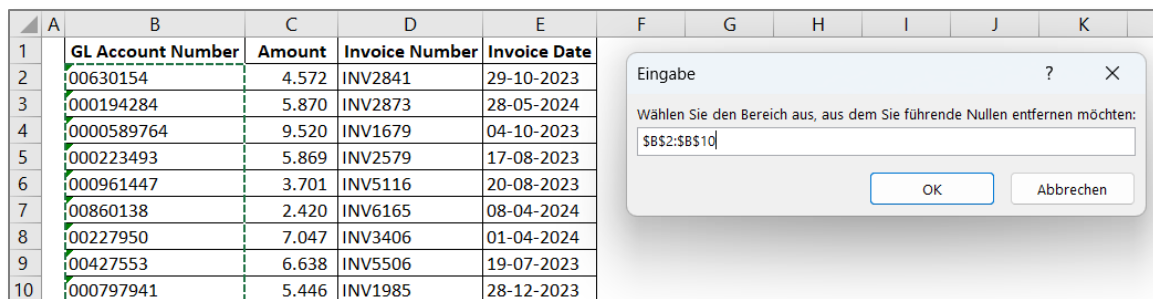 A B C D E F G H I J K
1 GL Account Number Amount Invoice Number Invoice Date
2 00630154 4.572 INV2841 29-10-2023
3 000194284 5.870 INV2873 28-05-2024
4 0000589764 9.520 INV1679 04-10-2023
5 000223493 5.869 INV2579 17-08-2023
6 000961447 3.701 INV5116 20-08-2023
7 00860138 2.420 INV6165 08-04-2024
8 00227950 7.047 INV3406 01-04-2024
9 00427553 6.638 INV5506 19-07-2023
10 000797941 5.446 INV1985 28-12-2023
Eingabe ?
Wählen Sie den Bereich aus, aus dem Sie führende Nullen entfernen möchten:
$B$2:$B$10
OK Abbrechen